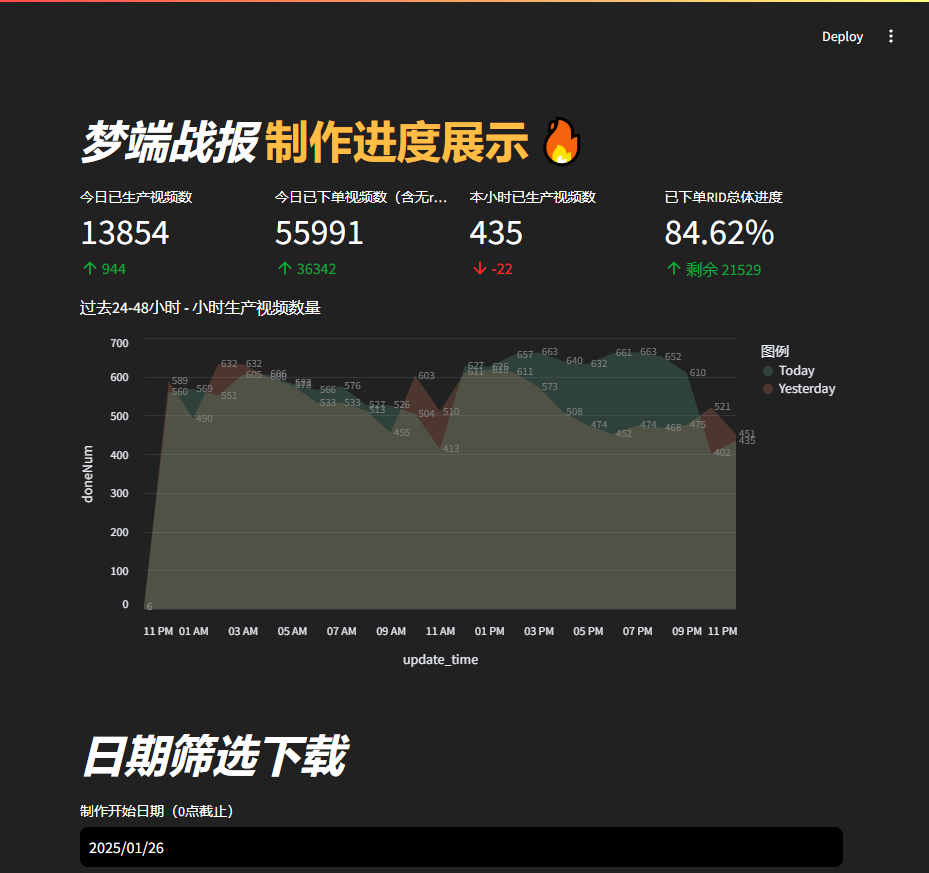 Deploy
梦端战报 制作进度展示 🔥
今日已生产视频数 今日已下单视频数（含无r... 本小时已生产视频数 已下单RID总体进度
13854 55991 435 84.62%
↑ 944 ↑ 36342 ↓ -22 ↑ 剩余 21529
过去24-48小时 - 小时生产视频数量
图例
Today
Yesterday
doneNum
700
600
500
400
300
200
100
0
589 560 490 569 632 551 632 605 566 533 576 533 527 513 526 455 603 504 413 510 627 611 626 657 611 663 573 640 508 632 474 661 452 663 474 652 468 610 475 521 402 451 435
6
11 PM 01 AM 03 AM 05 AM 07 AM 09 AM 11 AM 01 PM 03 PM 05 PM 07 PM 09 PM 11 PM
update_time
日期筛选下载
制作开始日期（0点截止）
2025/01/26